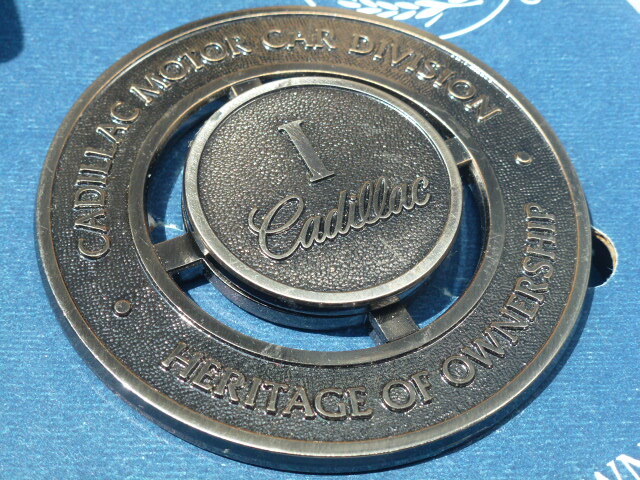 CADILLAC MOTOR CAR DIVISION
I
Cadillac
HERITAGE OF OWNERSHIP